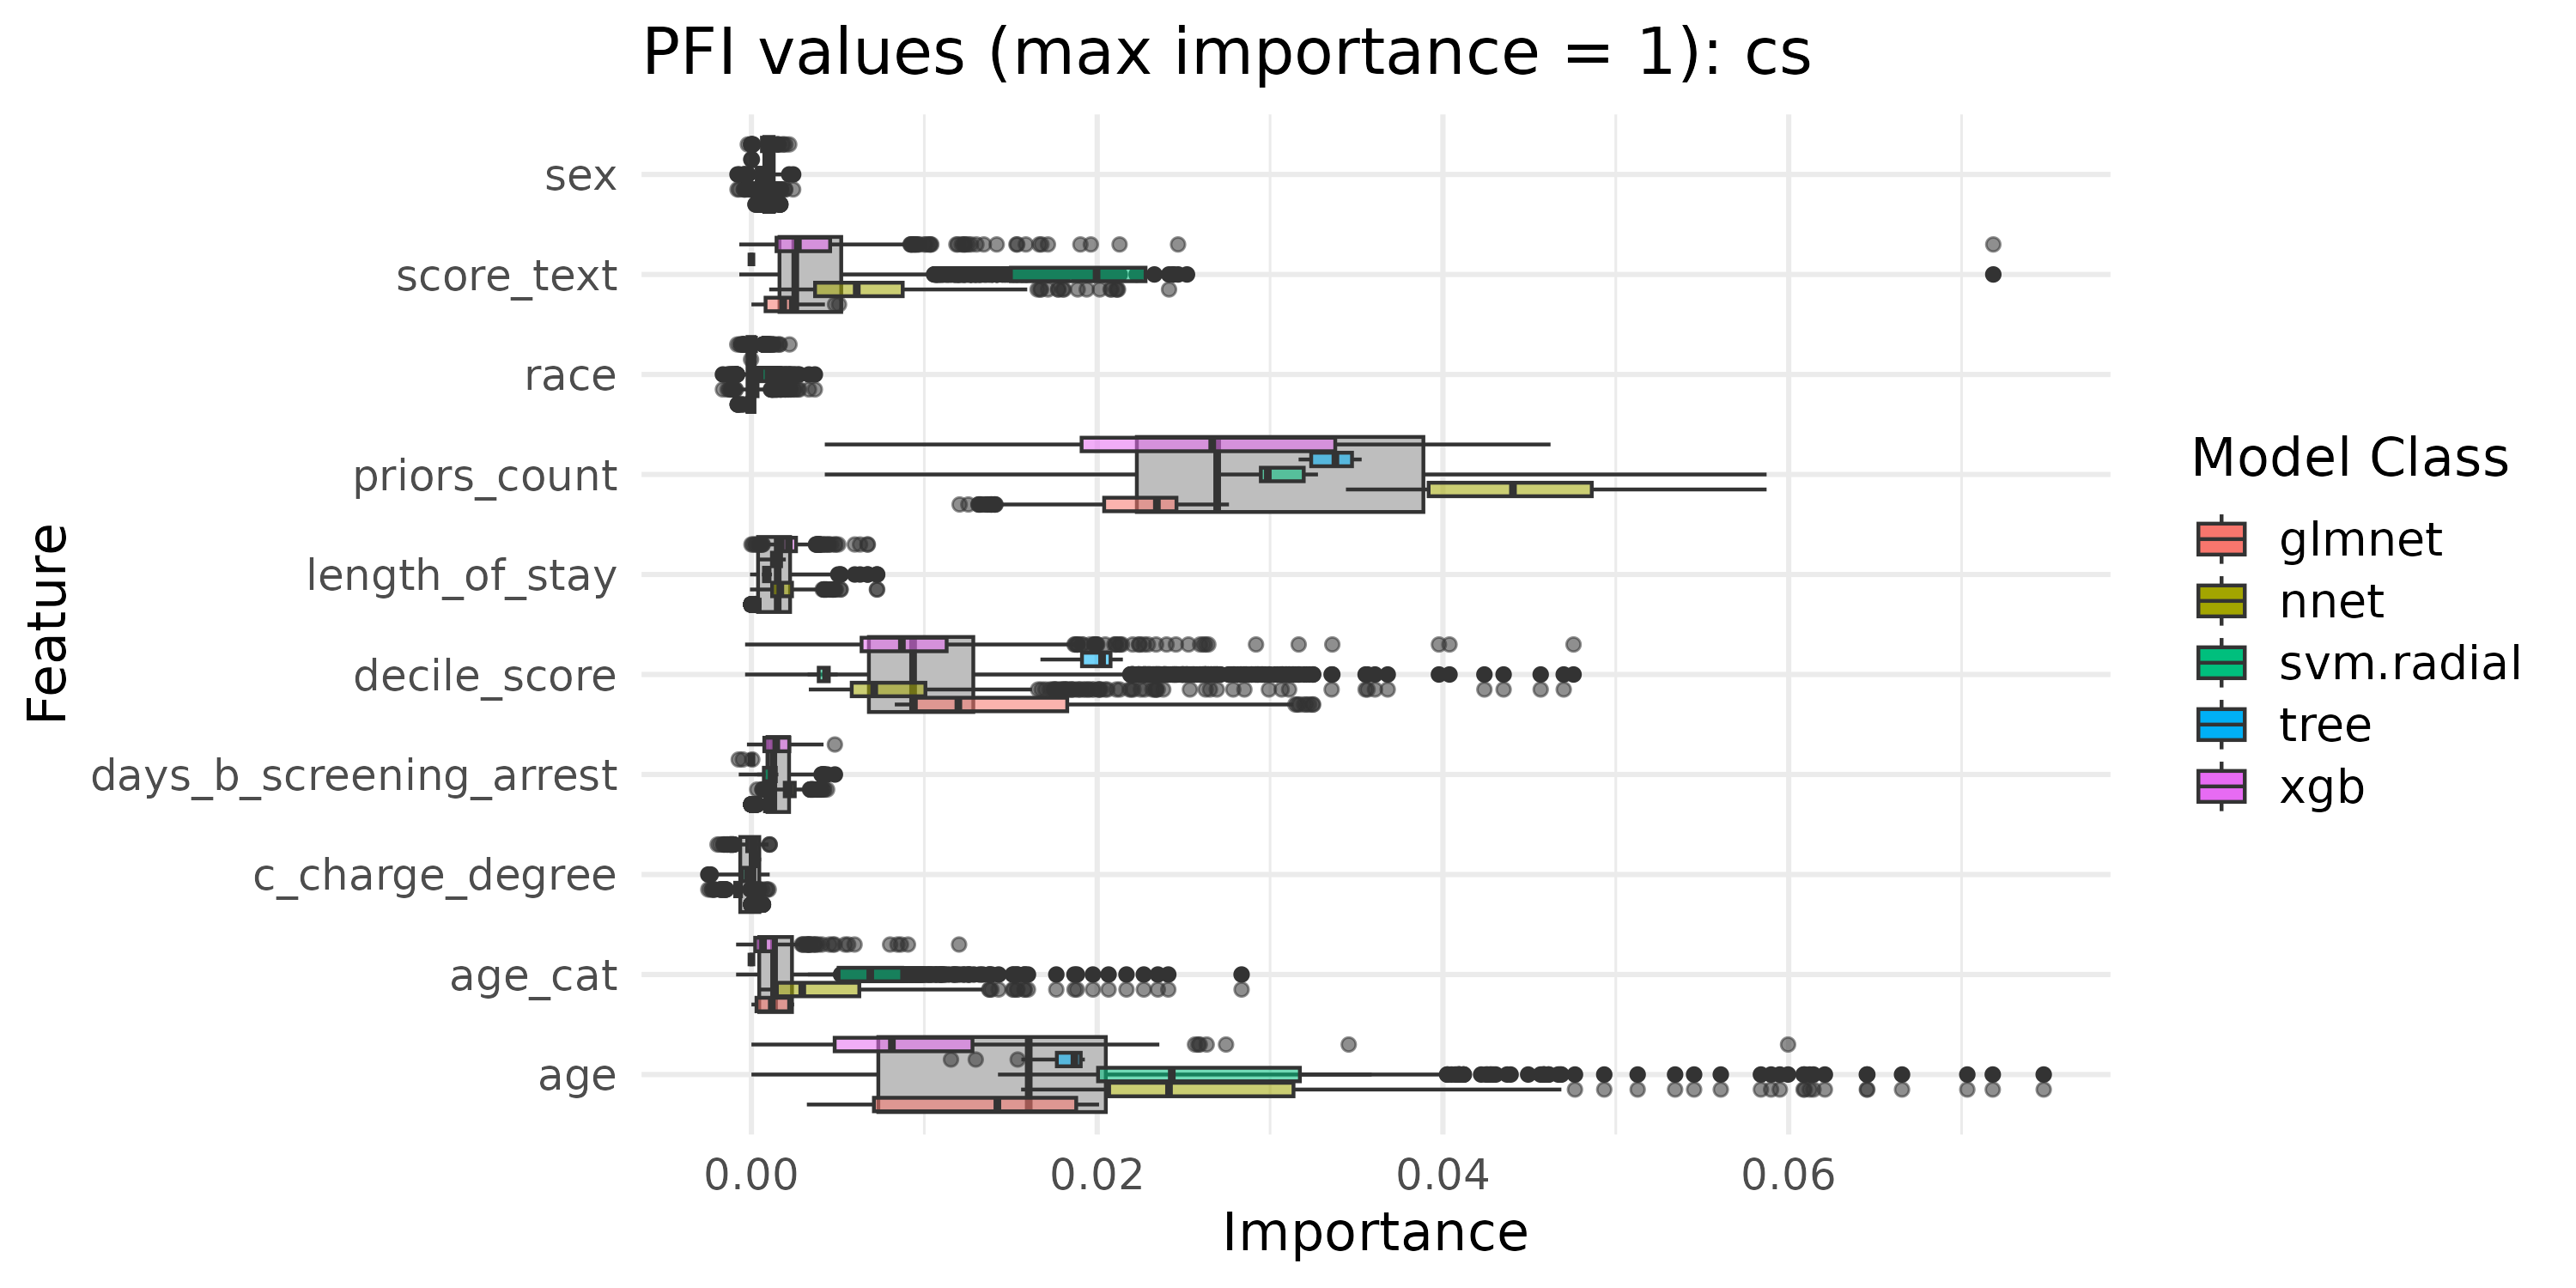 PFI values (max importance = 1): cs
Feature
sex
score_text
race
priors_count
length_of_stay
decile_score
days_b_screening_arrest
c_charge_degree
age_cat
age
0.00
0.02
0.04
0.06
Importance
Model Class
glmnet
nnet
svm.radial
tree
xgb